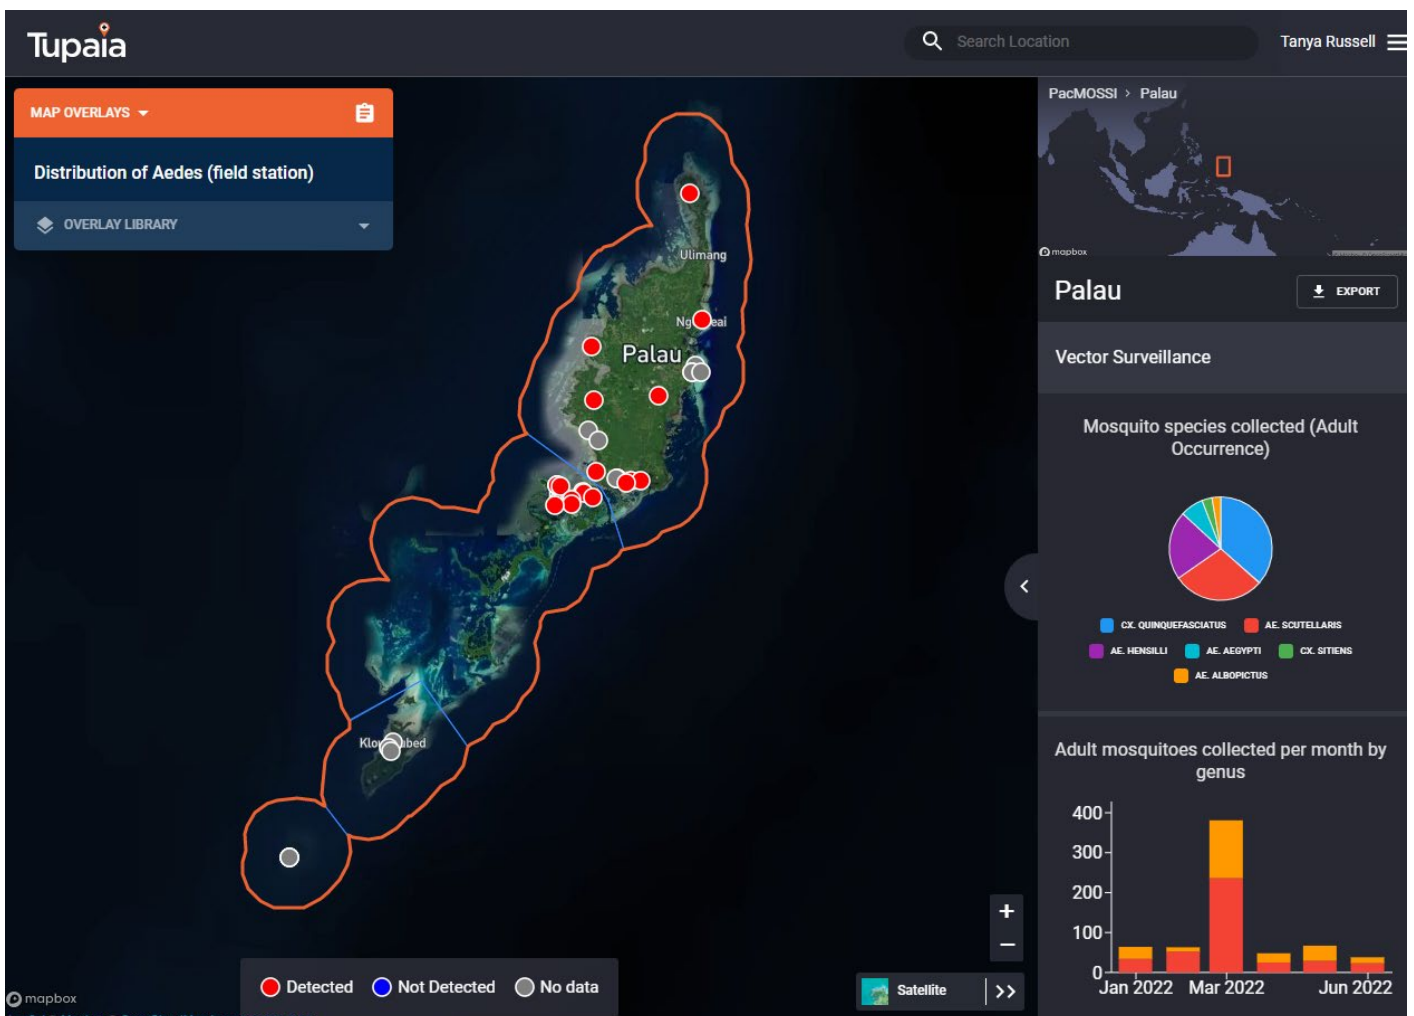 Tupaia
Search Location
Tanya Russell
MAP OVERLAYS
Distribution of Aedes (field station)
OVERLAY LIBRARY
Ulimang
Palau
Detected
Not Detected
No data
Satellite
>>
+
−
mapbox
PacMOSSI > Palau
mapbox
Palau
EXPORT
Vector Surveillance
Mosquito species collected (Adult
Occurrence)
CX. QUINQUEFASCIATUS
AE. SCUTELLARIS
AE. HENSILLI
AE. AEGYPTI
CX. SITIENS
AE. ALBOPICTUS
Adult mosquitoes collected per month by
genus
400
300
200
100
0
Jan 2022
Mar 2022
Jun 2022